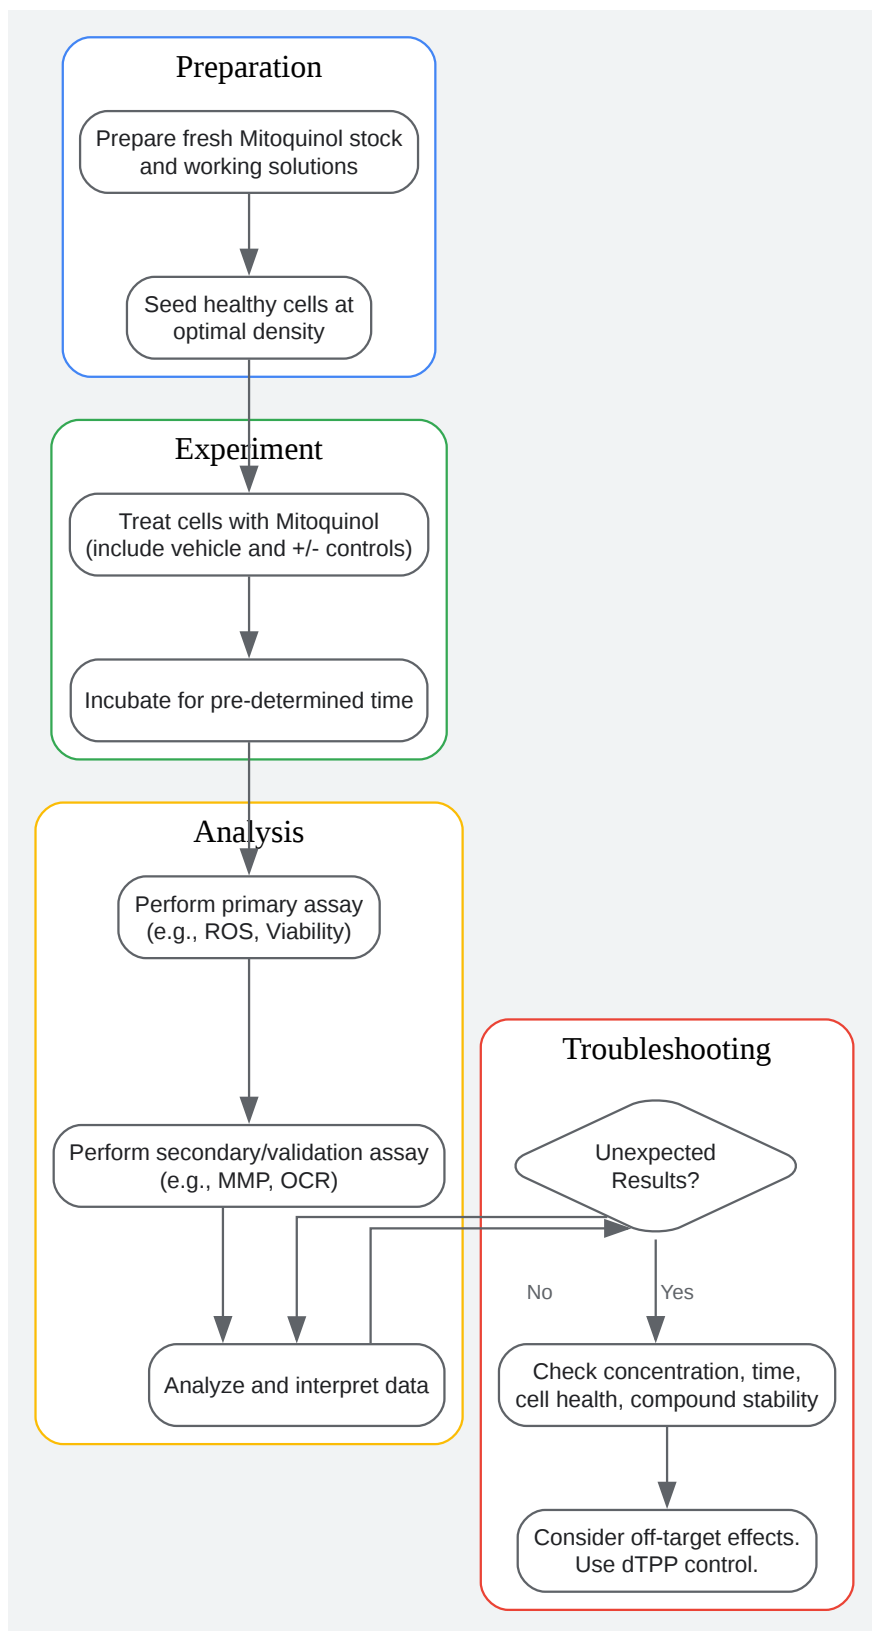 Preparation
Prepare fresh Mitoquinol stock
and working solutions
Seed healthy cells at
optimal density
Experiment
Treat cells with Mitoquinol
(include vehicle and +/- controls)
Incubate for pre-determined time
Analysis
Perform primary assay
(e.g., ROS, Viability)
Perform secondary/validation assay
(e.g., MMP, OCR)
Analyze and interpret data
Troubleshooting
Unexpected
Results?
No
Yes
Check concentration, time,
cell health, compound stability
Consider off-target effects.
Use dTPP control.